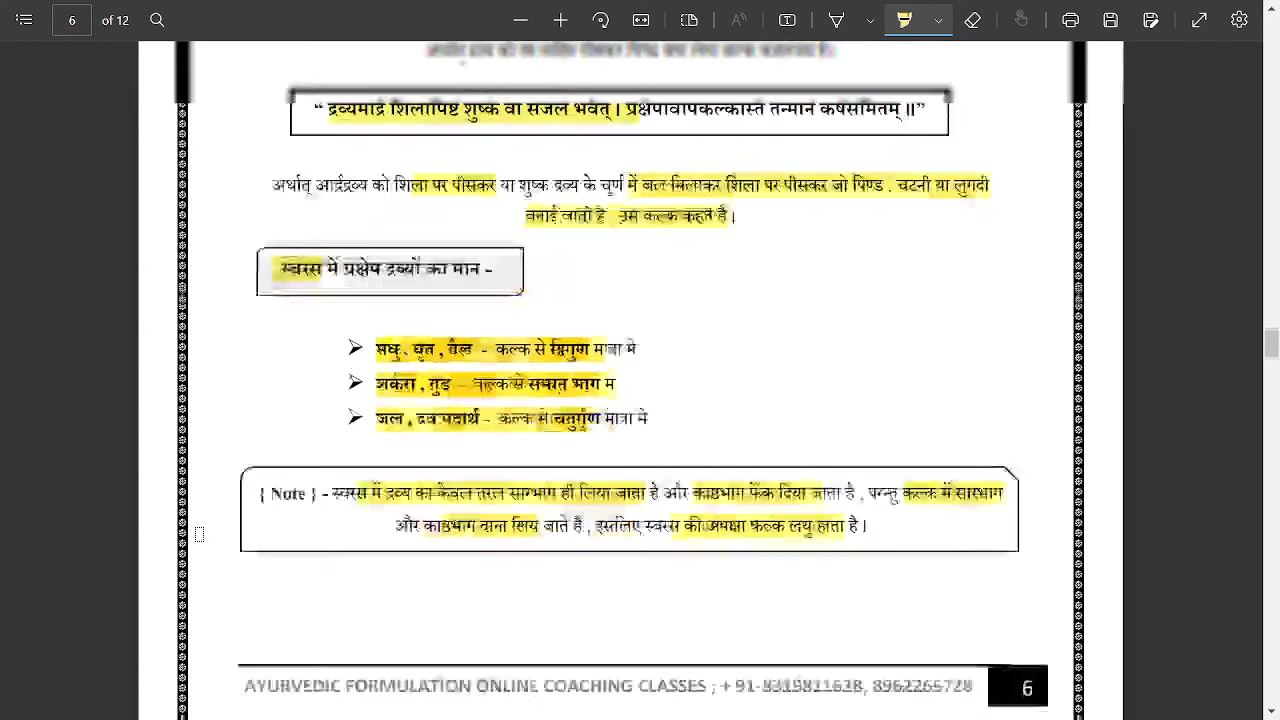 6 of 12
“ द्रव्यमार्द्रं शिलापिष्टं शुष्कं वा सजलं भवेत् । प्रक्षेपावापकल्कास्ते तन्मानं कर्षसंमितम् ॥”
अर्थात् आर्द्रद्रव्य को शिला पर पीसकर या शुष्क द्रव्य के चूर्ण में जल मिलाकर शिला पर पीसकर जो पिण्ड , चटनी या लुगदी
बनाई जाती है , उसे कल्क कहते है ।
स्वरस में प्रक्षेप द्रव्यों का मान -
➢ मधु , घृत , तैल - कल्क से द्विगुण मात्रा मे
➢ शर्करा , गुड़ - कल्क से भाग में
➢ जल , द्रव पदार्थ - कल्क से चतुर्गुण मात्रा मे
{ Note } - स्वरस में द्रव्य का केवल तरल सारभाग ही लिया जाता है और काष्ठभाग फेंक दिया जाता है , परन्तु कल्क में सारभाग
और काष्ठभाग दोनों लिये जाते हैं , इसलिए स्वरस की अपेक्षा कल्क लघु होता है ।
AYURVEDIC FORMULATION ONLINE COACHING CLASSES ; + 91- 8962265728
6